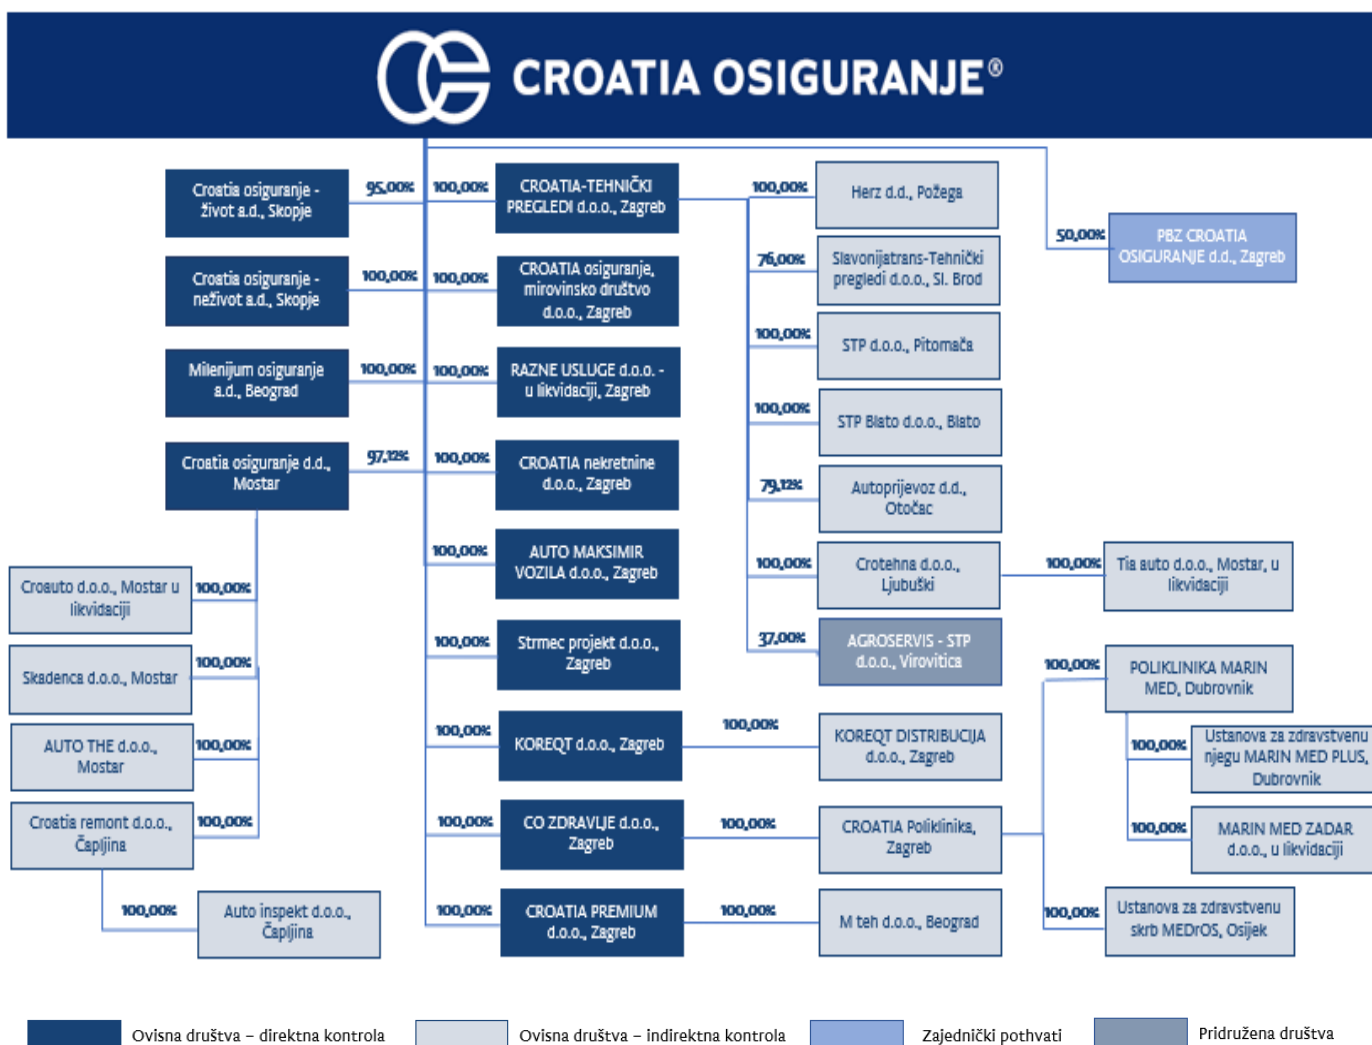 CROATIA OSIGURANJE®
Croatia osiguranje -
život a.d., Skopje
95,00%
Croatia osiguranje -
neživot a.d., Skopje
100,00%
Milenijum osiguranje
a.d., Beograd
100,00%
Croatia osiguranje d.d.,
Mostar
97,12%
Croauto d.o.o., Mostar u
likvidaciji
100,00%
Skadenca d.o.o., Mostar
100,00%
AUTO THE d.o.o.,
Mostar
100,00%
Croatia remont d.o.o.,
Čapljina
100,00%
100,00%
Auto inspekt d.o.o.,
Čapljina
100,00%
CROATIA-TEHNIČKI
PREGLEDI d.o.o., Zagreb
100,00%
CROATIA osiguranje,
mirovinsko društvo
d.o.o., Zagreb
100,00%
RAZNE USLUGE d.o.o. -
u likvidaciji, Zagreb
100,00%
CROATIA nekretnine
d.o.o., Zagreb
100,00%
AUTO MAKSIMIR
VOZILA d.o.o., Zagreb
100,00%
Strmec projekt d.o.o.,
Zagreb
100,00%
KOREQT d.o.o., Zagreb
100,00%
CO ZDRAVLJE d.o.o.,
Zagreb
100,00%
CROATIA PREMIUM
d.o.o., Zagreb
100,00%
Herz d.d., Požega
76,00%
Slavonijatrans-Tehnički
pregledi d.o.o., Sl. Brod
100,00%
STP d.o.o., Pitomača
100,00%
STP Blato d.o.o., Blato
79,12%
Autoprijevoz d.d.,
Otočac
100,00%
Crotehna d.o.o.,
Ljubuški
37,00%
AGROSERVIS - STP
d.o.o., Virovitica
100,00%
KOREQT DISTRIBUCIJA
d.o.o., Zagreb
100,00%
CROATIA Poliklinika,
Zagreb
100,00%
M teh d.o.o., Beograd
50,00%
PBZ CROATIA
OSIGURANJE d.d., Zagreb
100,00%
Tia auto d.o.o., Mostar, u
likvidaciji
100,00%
POLIKLINIKA MARIN
MED, Dubrovnik
100,00%
Ustanova za zdravstvenu
njegu MARIN MED PLUS,
Dubrovnik
100,00%
MARIN MED ZADAR
d.o.o., u likvidaciji
100,00%
Ustanova za zdravstvenu
skrb MEDrOS, Osijek
Ovisna društva – direktna kontrola
Ovisna društva – indirektna kontrola
Zajednički pothvati
Pridružena društva